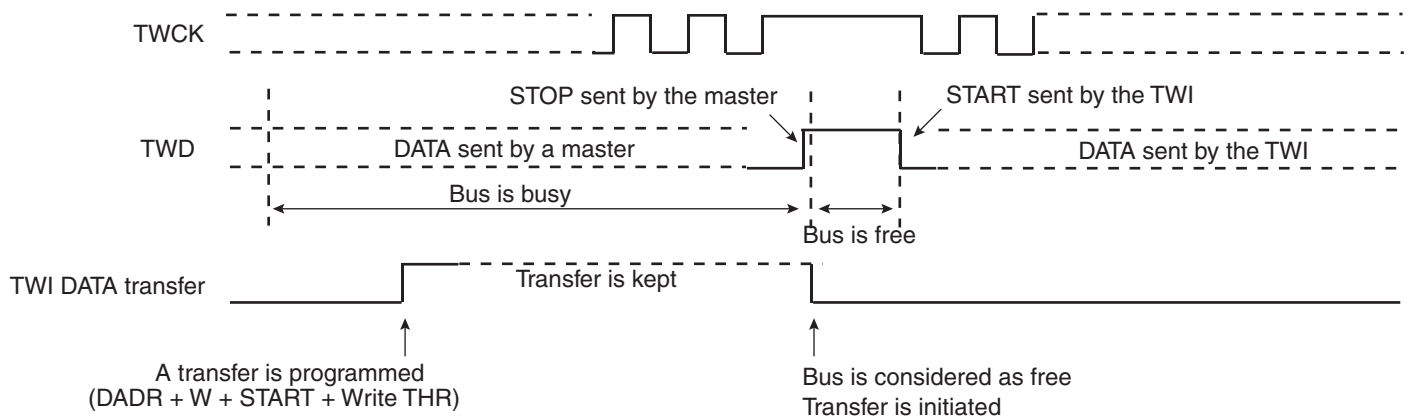 TWCK
STOP sent by the master
START sent by the TWI
TWD
DATA sent by a master
DATA sent by the TWI
Bus is busy
Bus is free
TWI DATA transfer
Transfer is kept
A transfer is programmed
(DADR + W + START + Write THR)
Bus is considered as free
Transfer is initiated